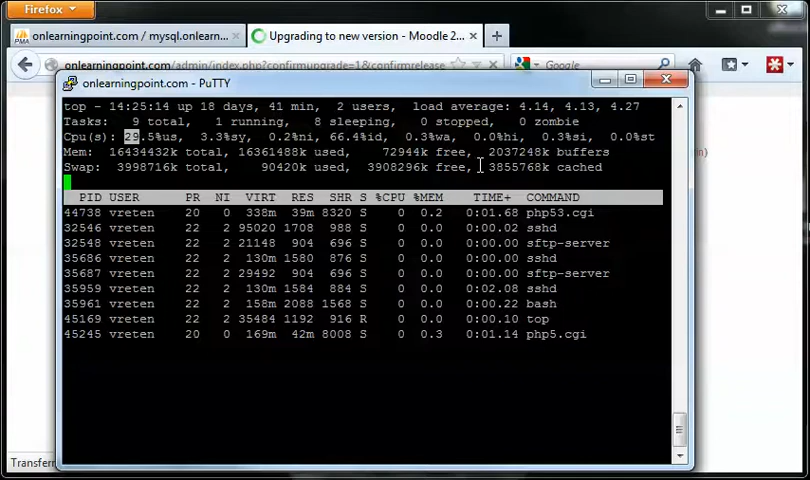 Firefox
onlearningpoint.com / mysql.onlearn...
Upgrading to new version - Moodle 2...
onlearningpoint.com/admin/index.php?confirmupgrade=1&confirmrelease
Google
onlearningpoint.com - PuTTY
top - 14:25:14 up 18 days, 41 min, 2 users, load average: 4.14, 4.13, 4.27
Tasks: 9 total, 1 running, 8 sleeping, 0 stopped, 0 zombie
Cpu(s): 29.5%us, 3.3%sy, 0.2%ni, 66.4%id, 0.3%wa, 0.0%hi, 0.3%si, 0.0%st
Mem: 16434432k total, 16361488k used, 72944k free, 2037248k buffers
Swap: 3998716k total, 90420k used, 3908296k free, 3855768k cached
PID USER PR NI VIRT RES SHR S %CPU %MEM TIME+ COMMAND
44738 vreten 20 0 338m 39m 8320 S 0 0.2 0:01.68 php53.cgi
32546 vreten 22 2 95020 1708 988 S 0 0.0 0:00.02 sshd
32548 vreten 22 2 21148 904 696 S 0 0.0 0:00.00 sftp-server
35686 vreten 22 2 130m 1580 876 S 0 0.0 0:00.00 sshd
35687 vreten 22 2 29492 904 696 S 0 0.0 0:00.00 sftp-server
35959 vreten 22 2 130m 1584 884 S 0 0.0 0:02.08 sshd
35961 vreten 22 2 158m 2088 1568 S 0 0.0 0:00.22 bash
45169 vreten 22 2 35484 1192 916 R 0 0.0 0:00.10 top
45245 vreten 20 0 169m 42m 8008 S 0 0.3 0:01.14 php5.cgi
Transferr